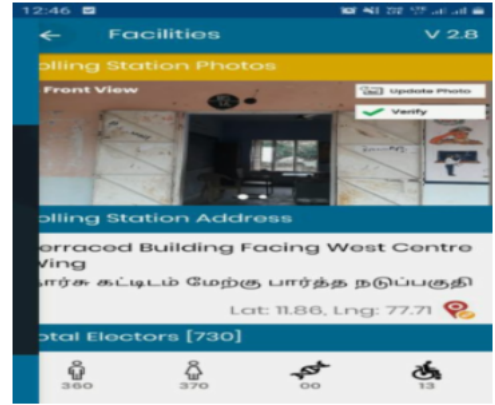 12:46
Facilities V 2.8
olling Station Photos
Front View
Update Photo
Verify
olling Station Address
erraced Building Facing West Centre
Wing
ார்சு கட்டிடம் மேற்கு பார்த்த நடுப்பகுதி
Lat: 11.86, Lng: 77.71
otal Electors [730]
360 370 00 13